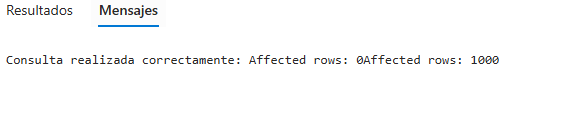 Resultados Mensajes
Consulta realizada correctamente: Affected rows: 0Affected rows: 1000